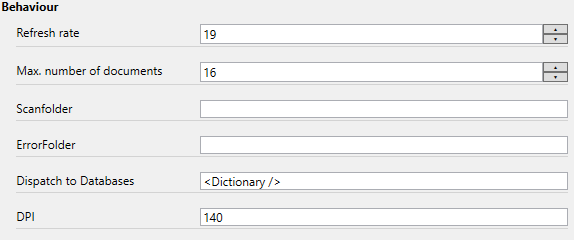 Behaviour
Refresh rate 19
Max. number of documents 16
Scanfolder
ErrorFolder
Dispatch to Databases <Dictionary />
DPI 140